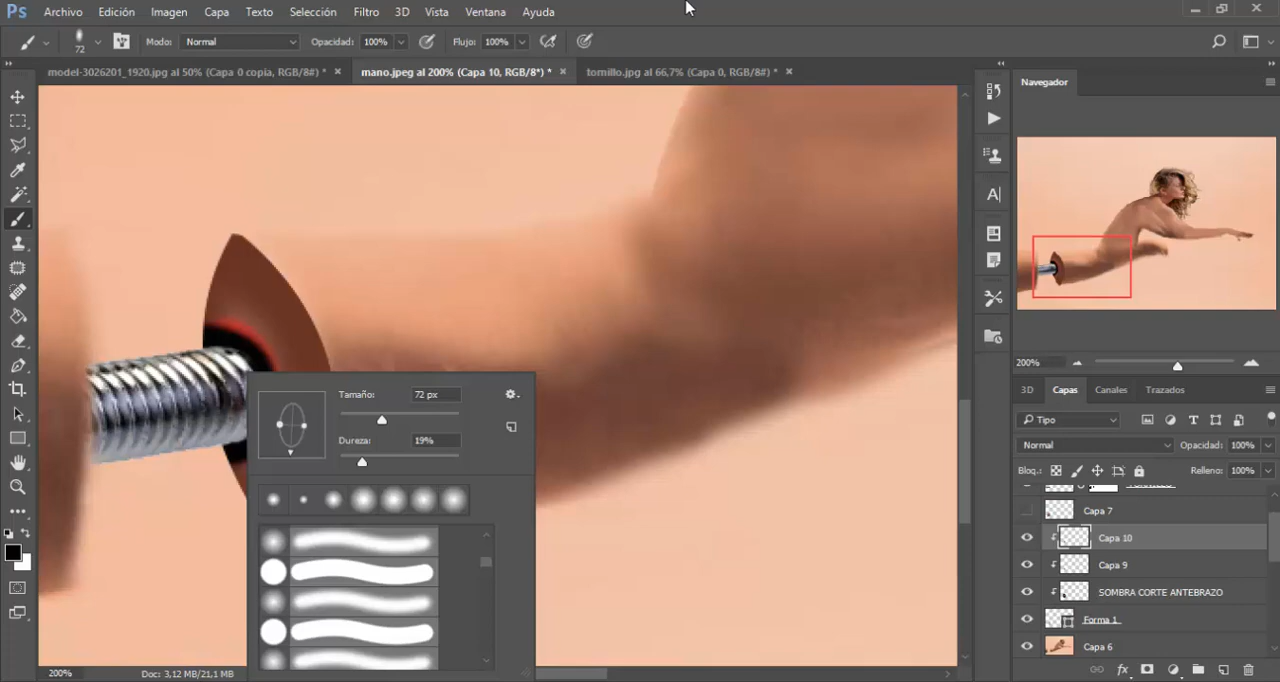 Ps Archivo Edición Imagen Capa Texto Selección Filtro 3D Vista Ventana Ayuda
72 Modo: Normal Opacidad: 100% Flujo: 100%
model-3026201_1920.jpg al 50% (Capa 0 copia, RGB/8#) * × mano.jpeg al 200% (Capa 10, RGB/8*) * × tornillo.jpg al 66,7% (Capa 0, RGB/8*) * ×
Navegador
200%
3D Capas Canales Trazados
Tipo
Normal Opacidad: 100%
Bloq.: Relleno: 100%
Capa 7
Capa 10
Capa 9
SOMBRA CORTE ANTEBRAZO
Forma 1
Capa 6
fx
Tamaño: 72 px
Dureza: 19%
200% Doc: 3,12 MB/21,1 MB